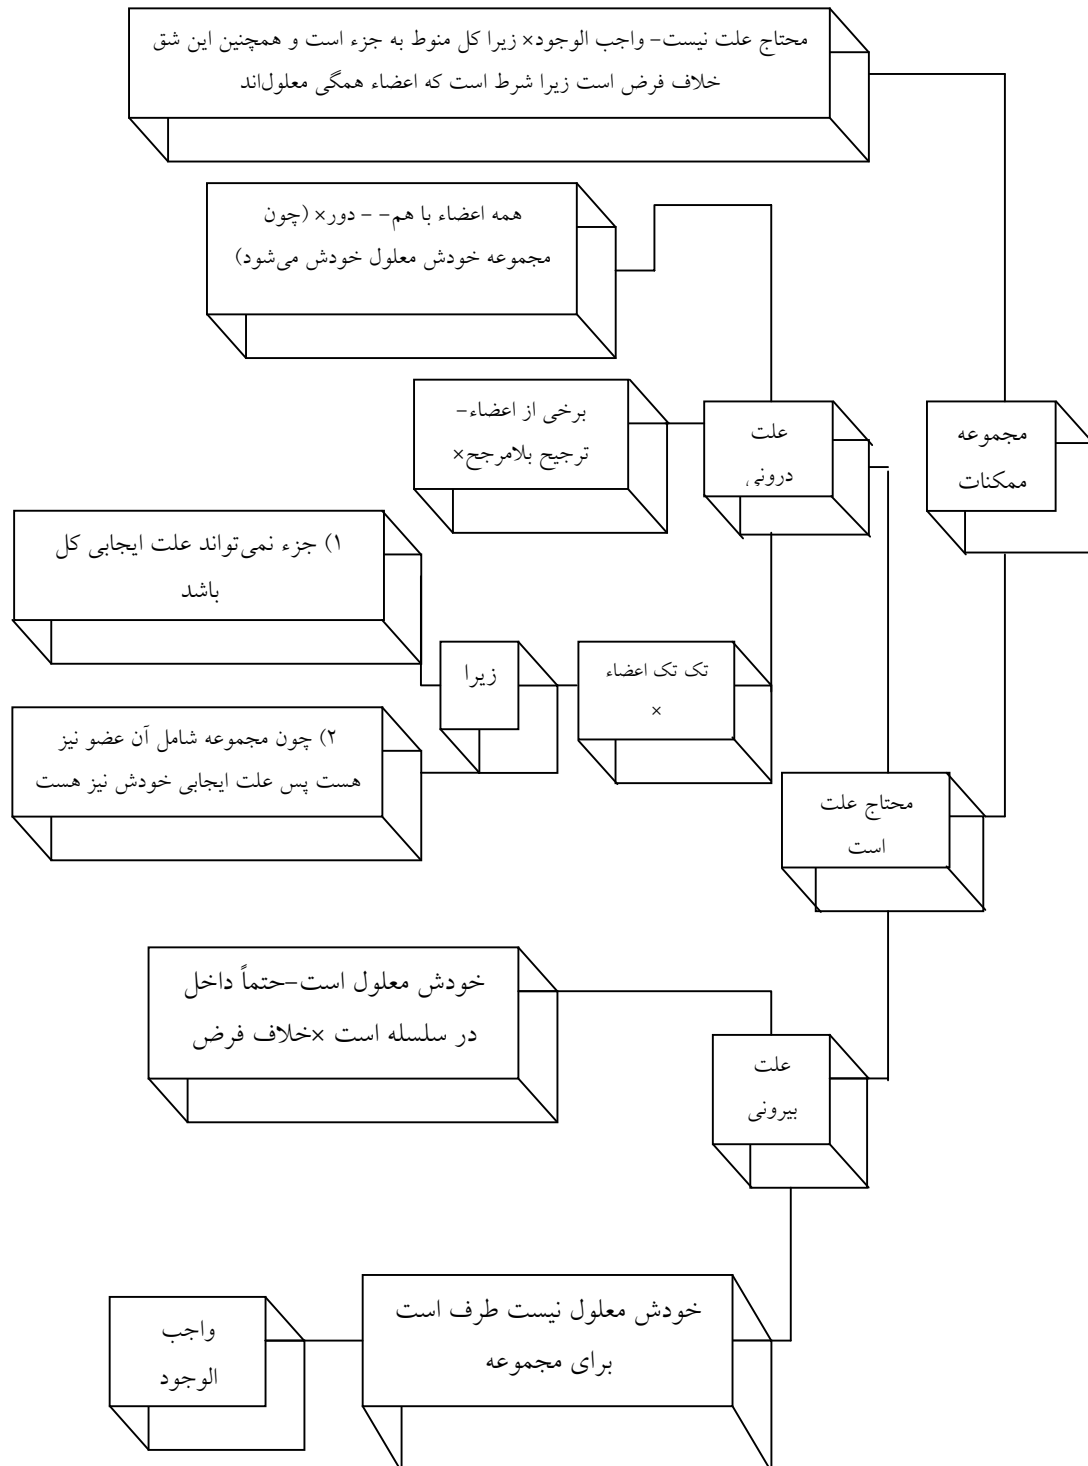 محتاج علت نیست- واجب الوجود× زیرا کل منوط به جزء است و همچنین این شق
خلاف فرض است زیرا شرط است که اعضاء همگی معلول‌اند
همه اعضاء با هم- - دور× (چون
مجموعه خودش معلول خودش می‌شود)
برخی از اعضاء-
ترجیح بلامرجح×
علت
درونی
مجموعه
ممکنات
۱) جزء نمی‌تواند علت ایجابی کل
باشد
زیرا
تک تک اعضاء
×
۲) چون مجموعه شامل آن عضو نیز
هست پس علت ایجابی خودش نیز هست
محتاج علت
است
خودش معلول است-حتماً داخل
در سلسله است ×خلاف فرض
علت
بیرونی
خودش معلول نیست طرف است
برای مجموعه
واجب
الوجود